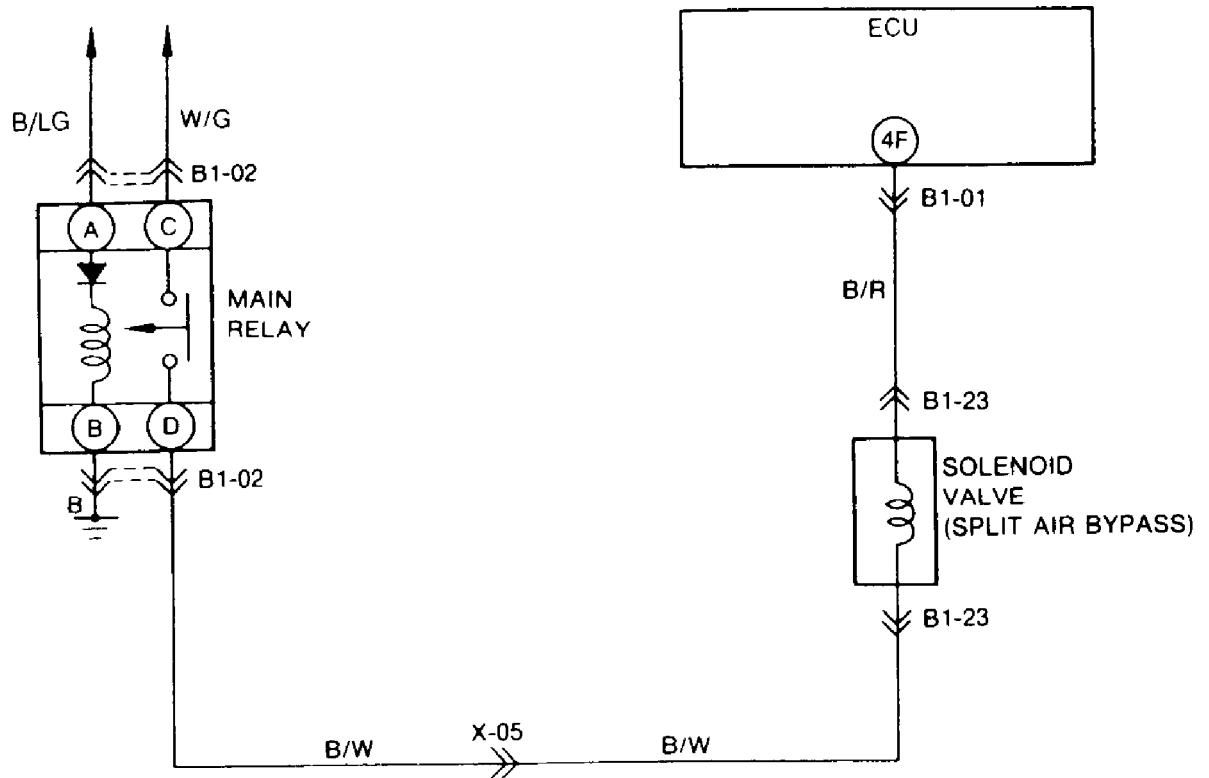 ECU
4F
B1-01
B/LG
W/G
B1-02
A
C
MAIN
RELAY
B
D
B1-02
B
B/R
B1-23
SOLENOID
VALVE
(SPLIT AIR BYPASS)
B1-23
B/W
X-05
B/W